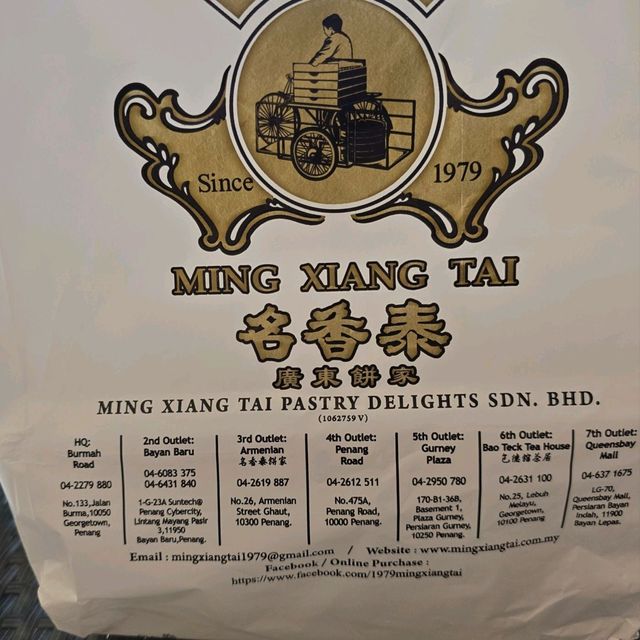 Since 1979
MING XIANG TAI
名香泰
廣東餅家
MING XIANG TAI PASTRY DELIGHTS SDN. BHD.
(1062759 V)
HQ:
Burmah
Road
04-2279 880
No.133,Jalan
Burma,10050
Georgetown,
Penang
2nd Outlet:
Bayan Baru
04-6083 375
04-6431 840
1-G-23A Suntech@
Penang Cybercity,
Lintang Mayang Pasir
3,11950
Bayan Baru,Penang.
3rd Outlet:
Armenian
名香泰餅家
04-2619 887
No.26, Armenian
Street Ghaut,
10300 Penang.
4th Outlet:
Penang
Road
04-2612 511
No.475A,
Penang Road,
10000 Penang.
5th Outlet:
Gurney
Plaza
04-2950 780
170-B1-36B,
Basement 1,
Plaza Gurney,
Persiaran Gurney,
10250 Penang.
6th Outlet:
Bao Teck Tea House
04-2631 100
No.25, Lebuh
Melayu,
Georgetown,
10100 Penang
7th Outlet:
Queensbay
Mall
04-637 1675
LG-70,
Queensbay Mall,
Persiaran Bayan
Indah, 11900
Bayan Lepas.
Email : mingxiangtai1979@gmail.com / Website : www.mingxiangtai.com.my
Facebook / Online Purchase :
https://www.facebook.com/1979mingxiangtai